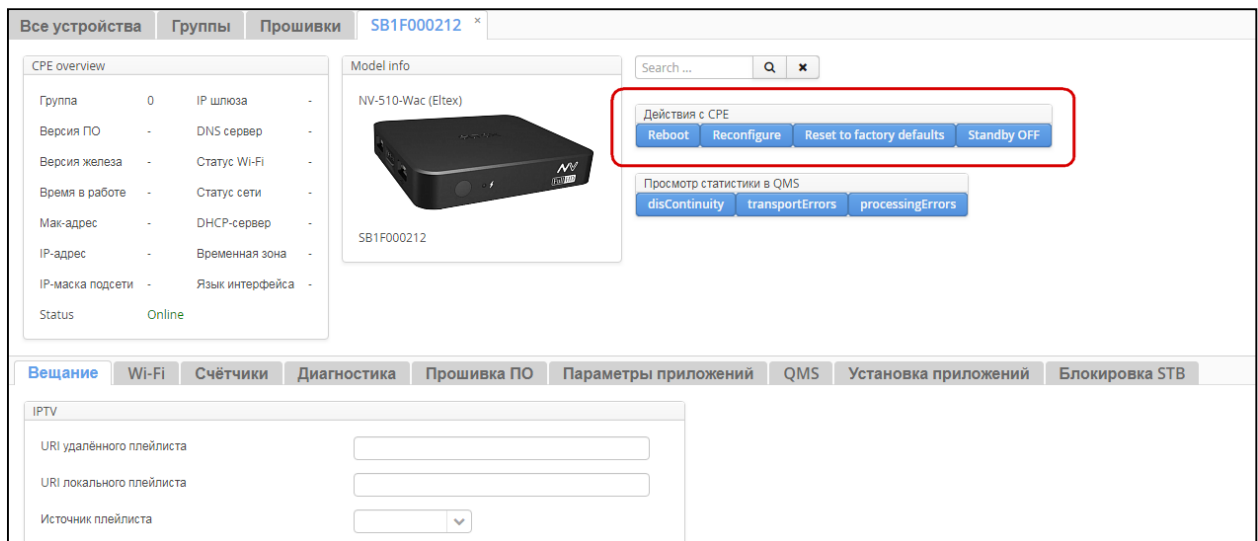 Все устройства Группы Прошивки SB1F000212 ×
CPE overview
Группа 0 IP шлюза -
Версия ПО - DNS сервер -
Версия железа - Статус Wi-Fi -
Время в работе - Статус сети -
Мак-адрес - DHCP-сервер -
IP-адрес - Временная зона -
IP-маска подсети - Язык интерфейса -
Status Online
Model info
NV-510-Wac (Eltex)
NV
SB1F000212
Search ...
Действия с CPE
Reboot Reconfigure Reset to factory defaults Standby OFF
Просмотр статистики в QMS
disContinuity transportErrors processingErrors
Вещание Wi-Fi Счётчики Диагностика Прошивка ПО Параметры приложений QMS Установка приложений Блокировка STB
IPTV
URI удалённого плейлиста
URI локального плейлиста
Источник плейлиста